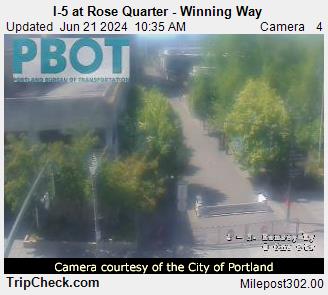 I-5 at Rose Quarter - Winning Way
Updated Jun 21 2024 10:35 AM Camera 4
PBOT
PORTLAND BUREAU OF TRANSPORTATION
Camera courtesy of the City of Portland
TripCheck.com Milepost302.00